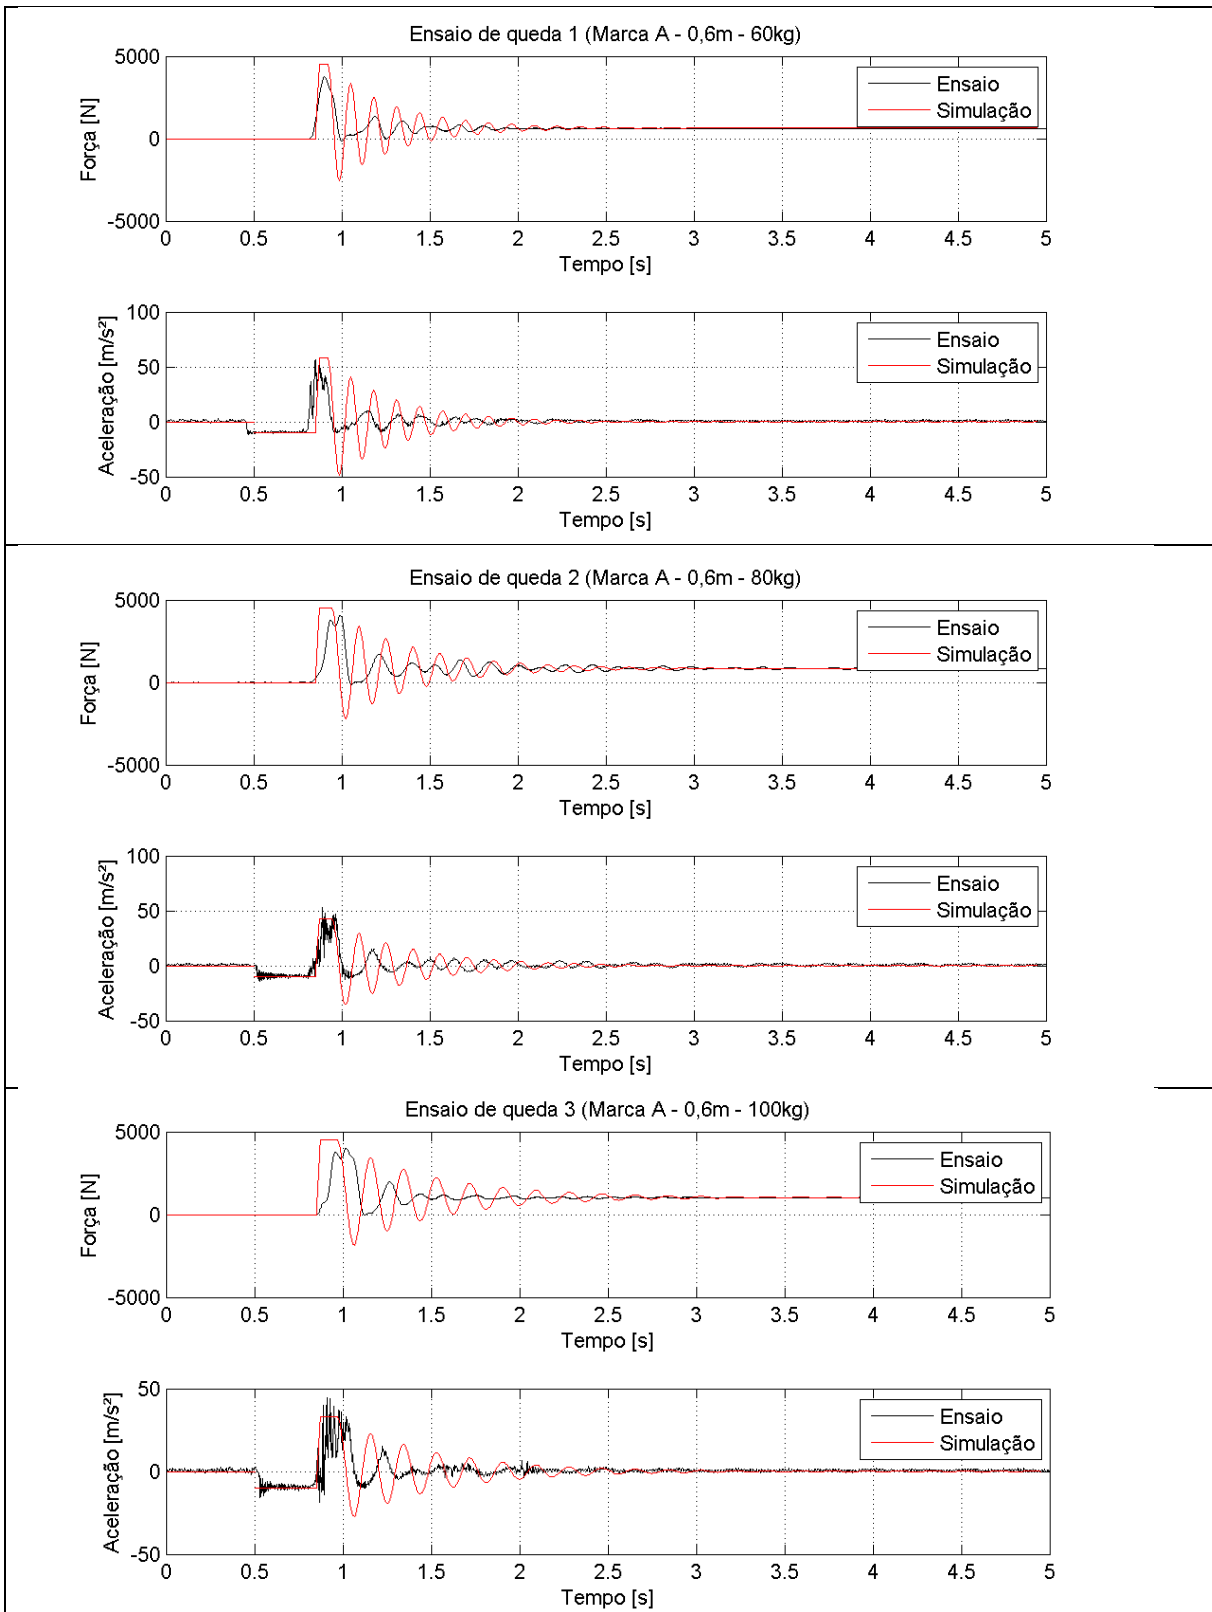 Ensaio de queda 1 (Marca A - 0,6m - 60kg)
5000
0
-5000
Força [N]
Ensaio
Simulação
0 0.5 1 1.5 2 2.5 3 3.5 4 4.5 5
Tempo [s]
100
50
0
-50
Aceleração [m/s²]
Ensaio
Simulação
0 0.5 1 1.5 2 2.5 3 3.5 4 4.5 5
Tempo [s]
Ensaio de queda 2 (Marca A - 0,6m - 80kg)
5000
0
-5000
Força [N]
Ensaio
Simulação
0 0.5 1 1.5 2 2.5 3 3.5 4 4.5 5
Tempo [s]
100
50
0
-50
Aceleração [m/s²]
Ensaio
Simulação
0 0.5 1 1.5 2 2.5 3 3.5 4 4.5 5
Tempo [s]
Ensaio de queda 3 (Marca A - 0,6m - 100kg)
5000
0
-5000
Força [N]
Ensaio
Simulação
0 0.5 1 1.5 2 2.5 3 3.5 4 4.5 5
Tempo [s]
50
0
-50
Aceleração [m/s²]
Ensaio
Simulação
0 0.5 1 1.5 2 2.5 3 3.5 4 4.5 5
Tempo [s]